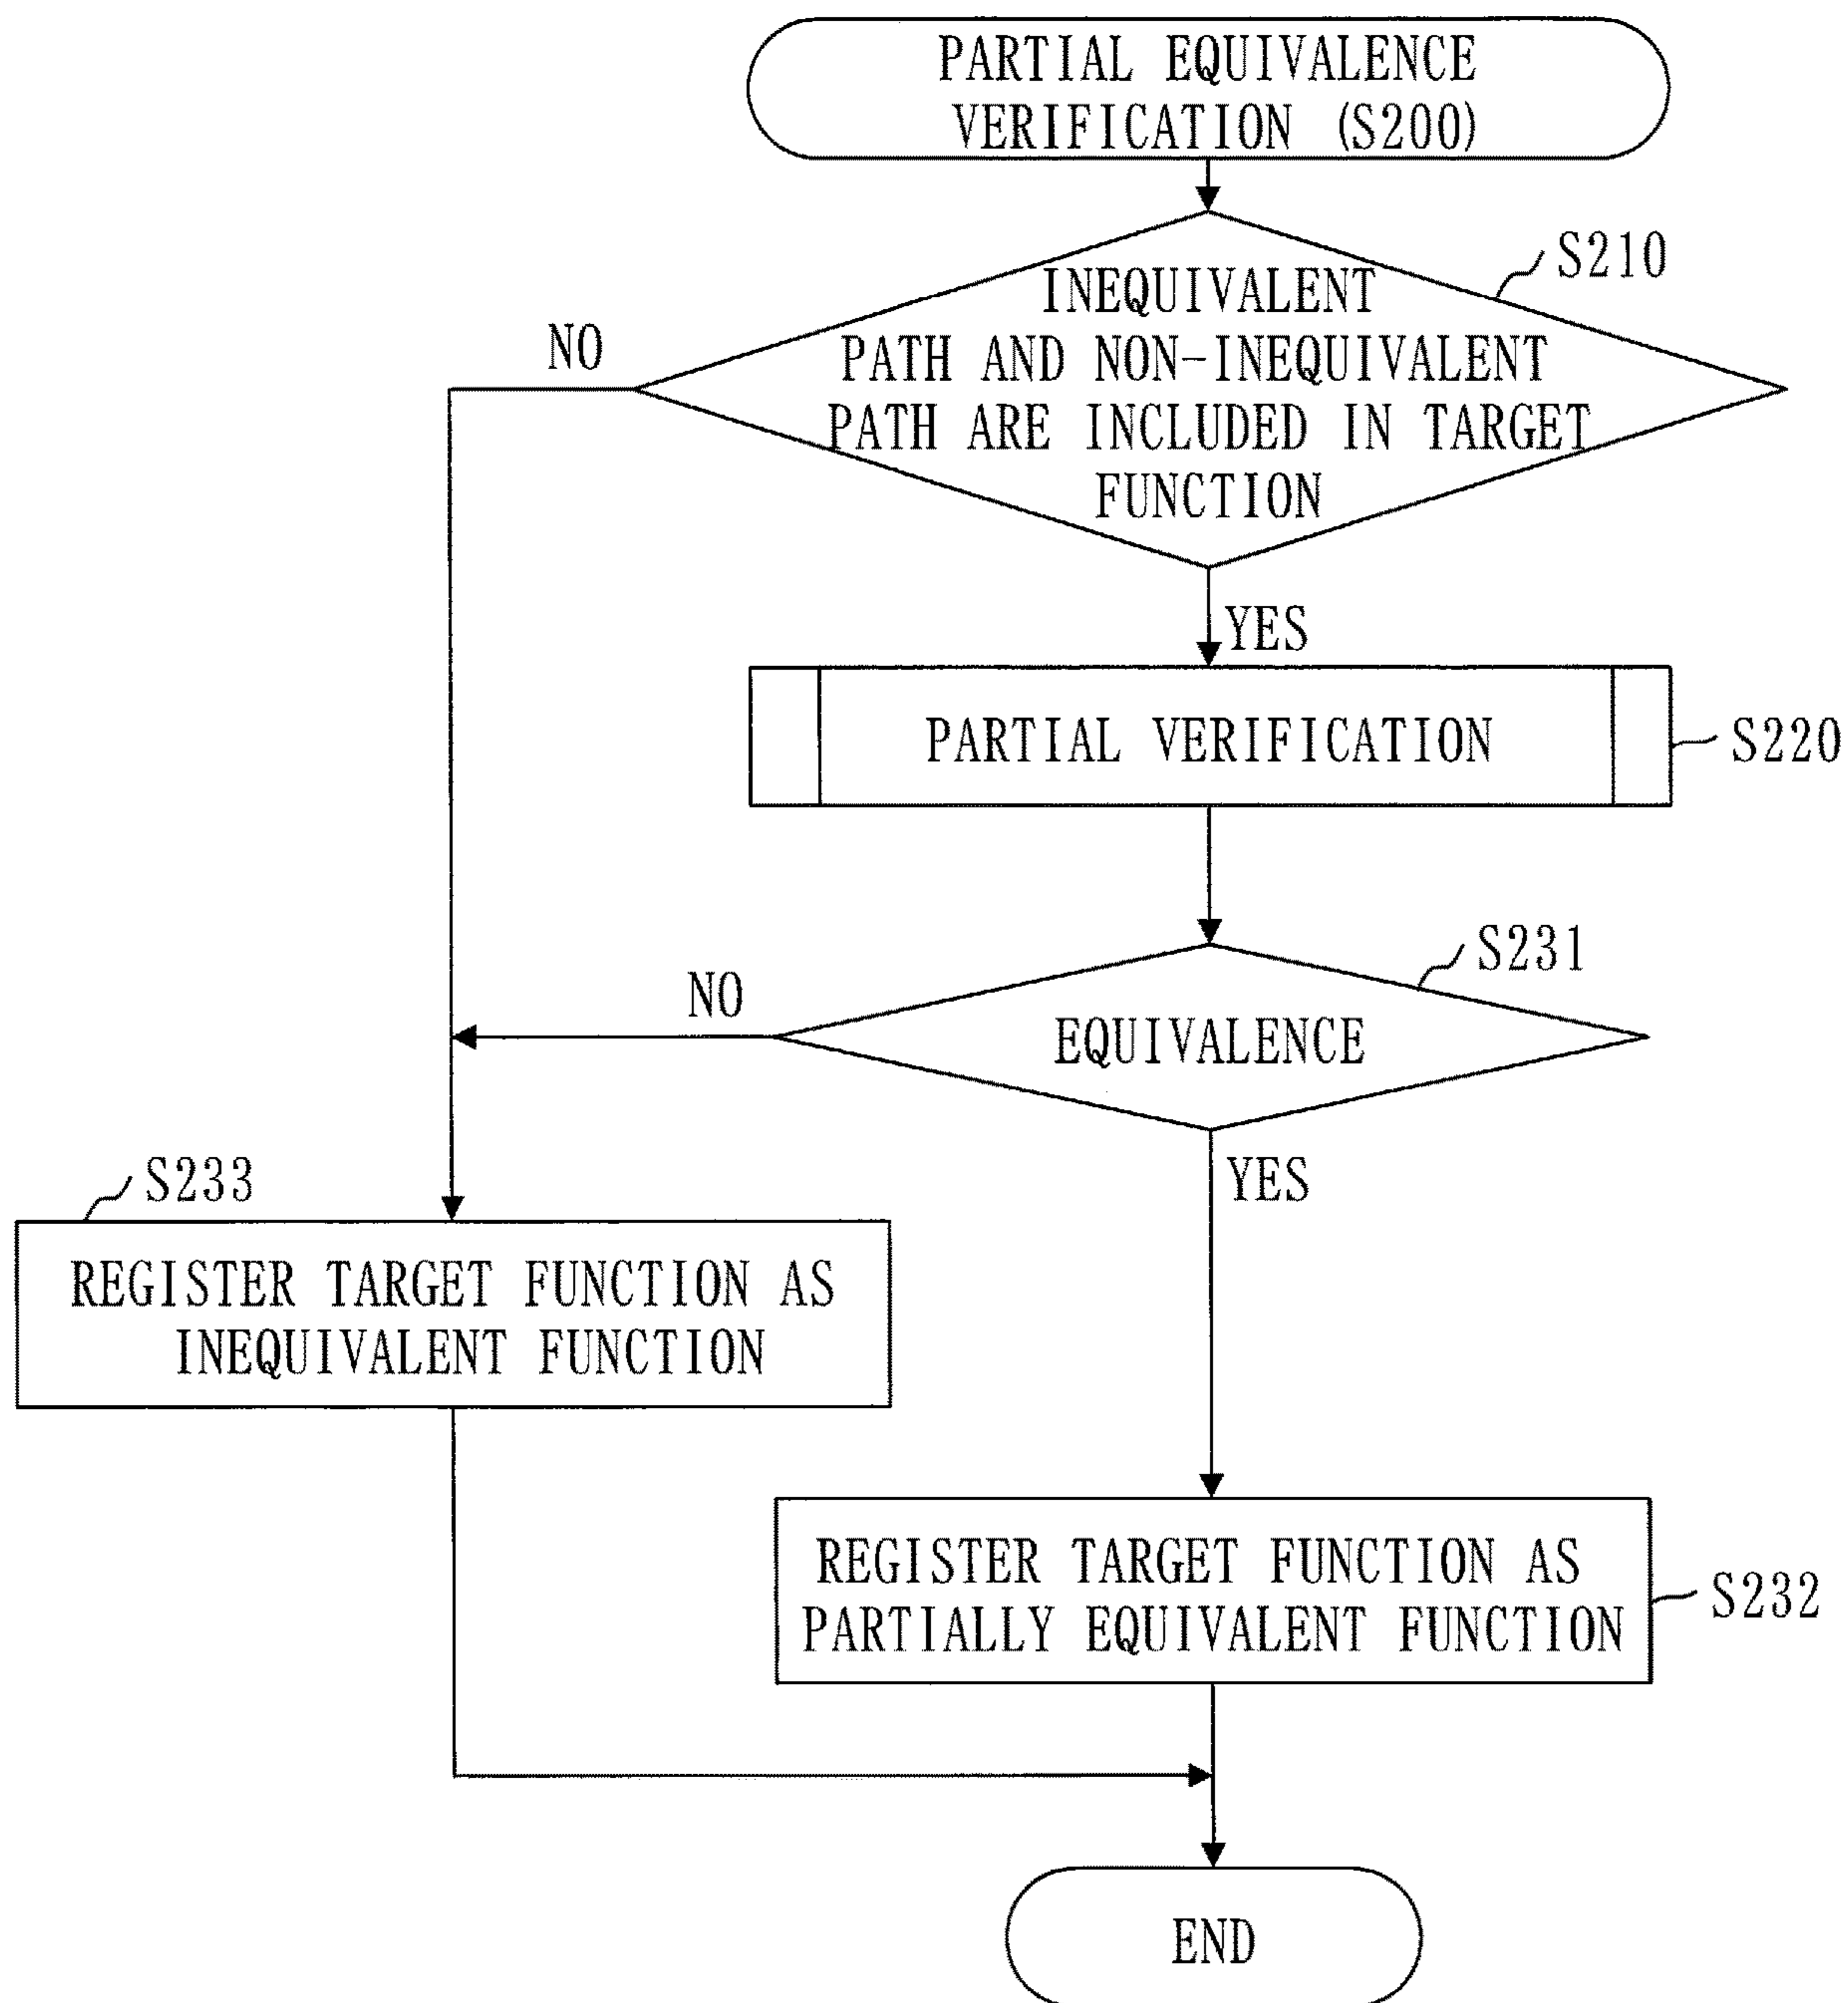 PARTIAL EQUIVALENCE
VERIFICATION (S200)
S210
INEQUIVALENT
PATH AND NON-INEQUIVALENT
PATH ARE INCLUDED IN TARGET
FUNCTION
NO
YES
PARTIAL VERIFICATION
S220
S231
NO
EQUIVALENCE
YES
S233
REGISTER TARGET FUNCTION AS
INEQUIVALENT FUNCTION
REGISTER TARGET FUNCTION AS
PARTIALLY EQUIVALENT FUNCTION
S232
END